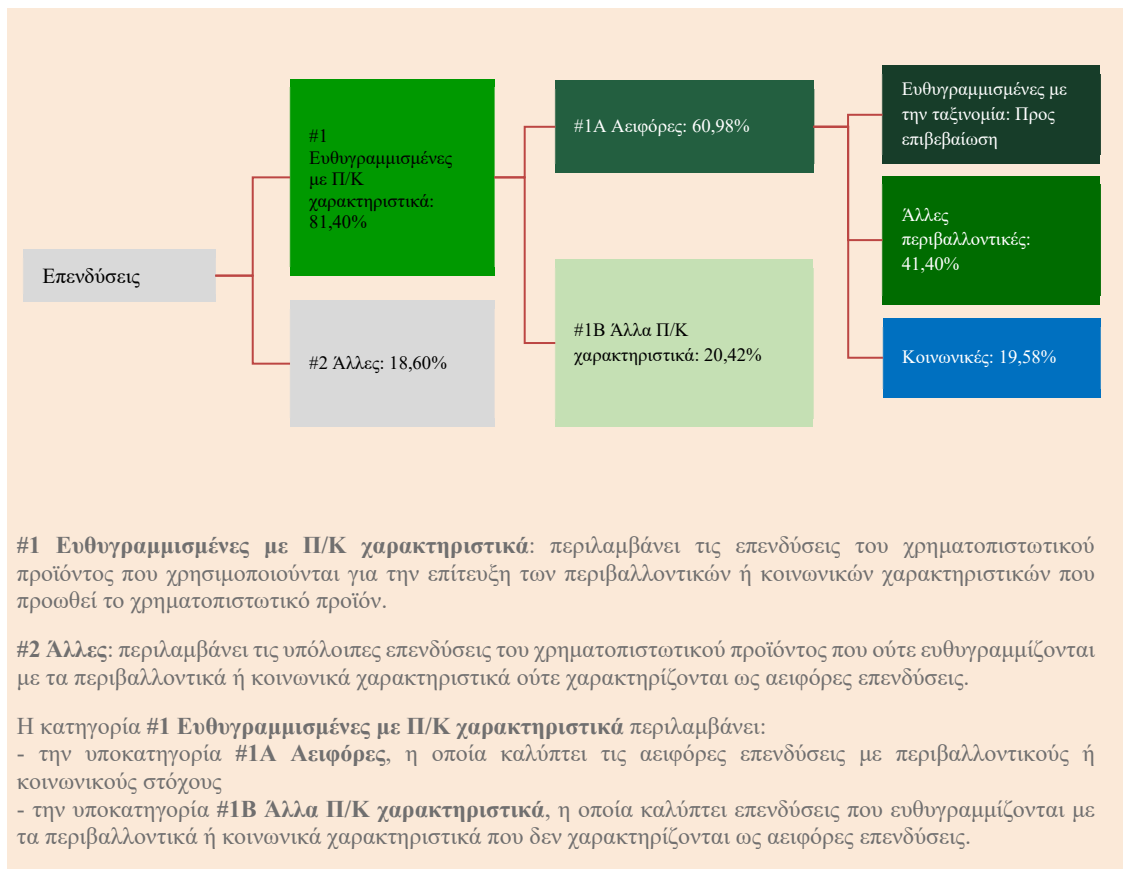 Επενδύσεις
#1
Ευθυγραμμισμένες
με Π/Κ
χαρακτηριστικά:
81,40%
#2 Άλλες: 18,60%
#1Α Αειφόρες: 60,98%
#1Β Άλλα Π/Κ
χαρακτηριστικά: 20,42%
Ευθυγραμμισμένες με
την ταξινομία: Προς
επιβεβαίωση
Άλλες
περιβαλλοντικές:
41,40%
Κοινωνικές: 19,58%
#1 Ευθυγραμμισμένες με Π/Κ χαρακτηριστικά: περιλαμβάνει τις επενδύσεις του χρηματοπιστωτικού
προϊόντος που χρησιμοποιούνται για την επίτευξη των περιβαλλοντικών ή κοινωνικών χαρακτηριστικών που
προωθεί το χρηματοπιστωτικό προϊόν.
#2 Άλλες: περιλαμβάνει τις υπόλοιπες επενδύσεις του χρηματοπιστωτικού προϊόντος που ούτε ευθυγραμμίζονται
με τα περιβαλλοντικά ή κοινωνικά χαρακτηριστικά ούτε χαρακτηρίζονται ως αειφόρες επενδύσεις.
Η κατηγορία #1 Ευθυγραμμισμένες με Π/Κ χαρακτηριστικά περιλαμβάνει:
- την υποκατηγορία #1Α Αειφόρες, η οποία καλύπτει τις αειφόρες επενδύσεις με περιβαλλοντικούς ή
κοινωνικούς στόχους
- την υποκατηγορία #1Β Άλλα Π/Κ χαρακτηριστικά, η οποία καλύπτει επενδύσεις που ευθυγραμμίζονται με
τα περιβαλλοντικά ή κοινωνικά χαρακτηριστικά που δεν χαρακτηρίζονται ως αειφόρες επενδύσεις.